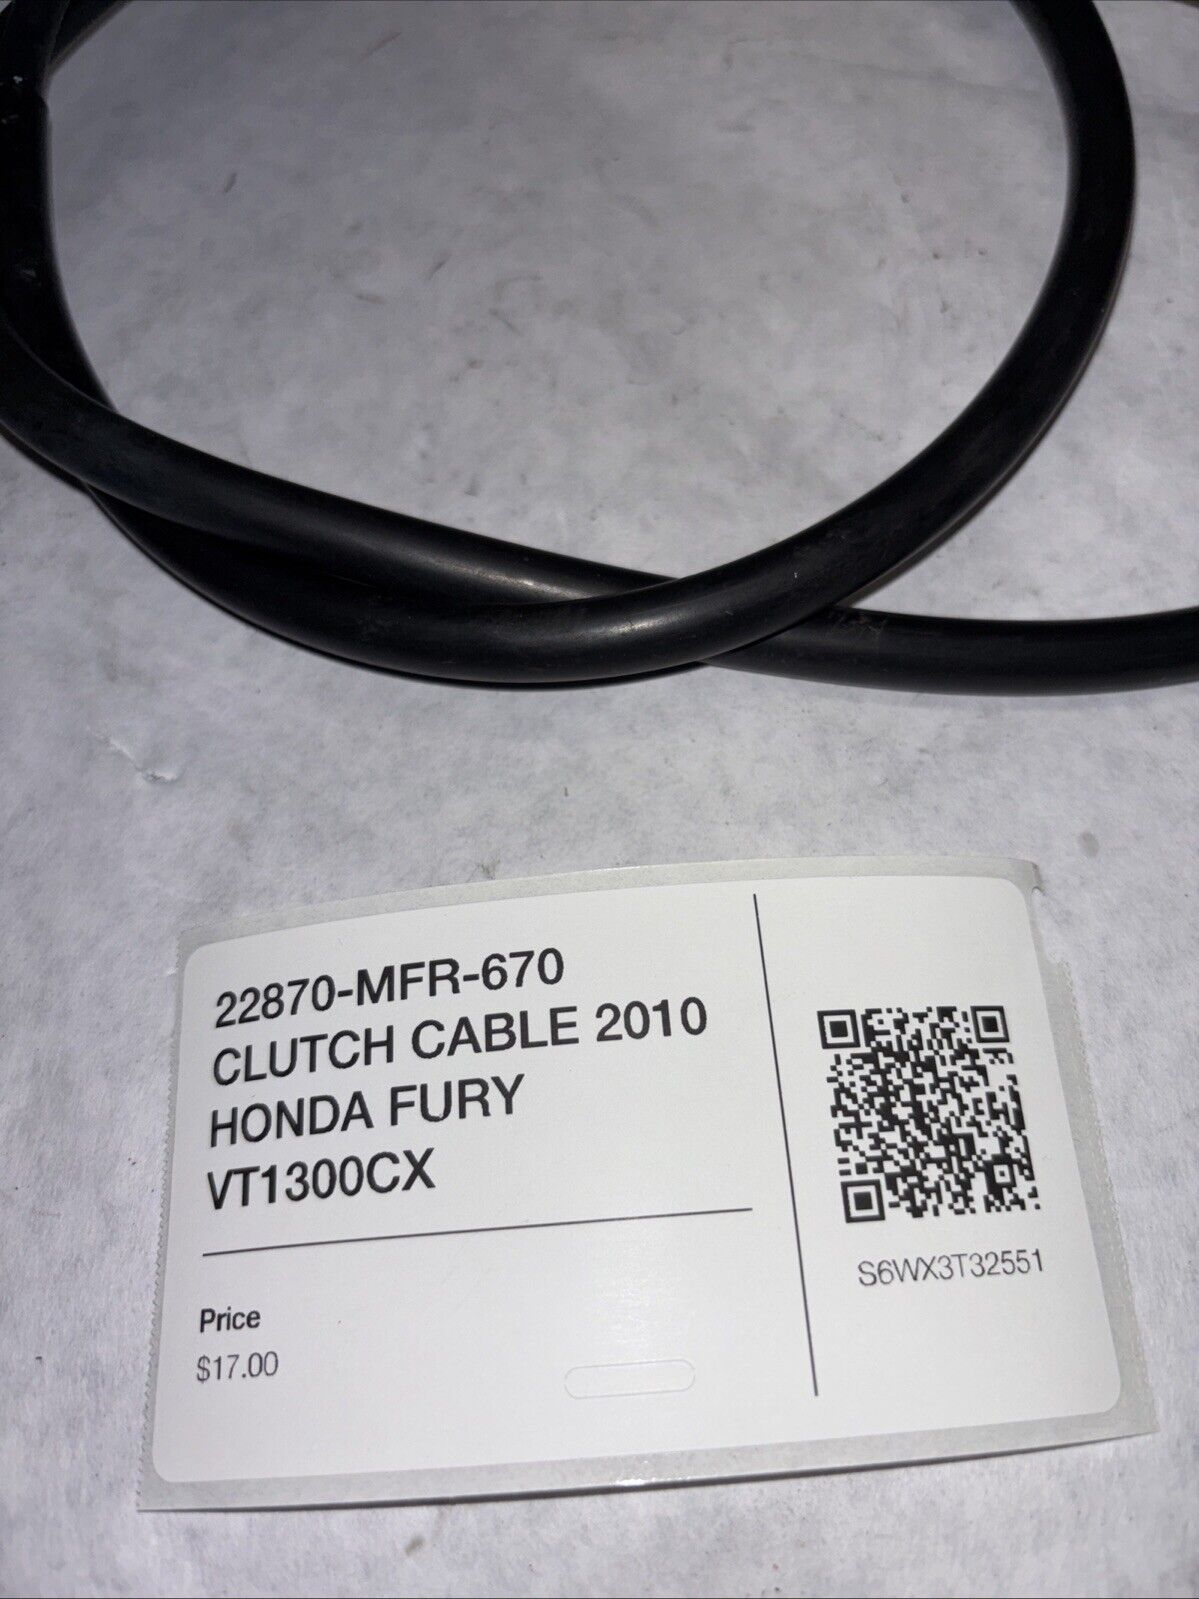 22870-MFR-670
CLUTCH CABLE 2010
HONDA FURY
VT1300CX
Price
$17.00
S6WX3T32551